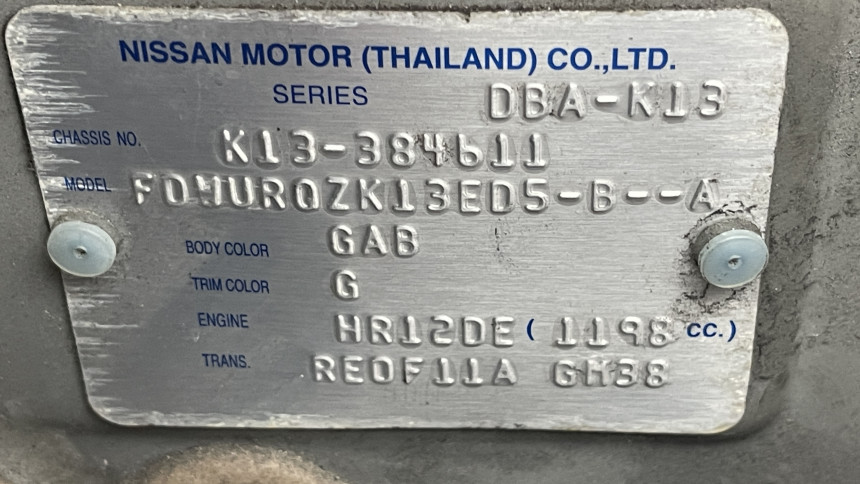 NISSAN MOTOR (THAILAND) CO.,LTD.
SERIES DBA-K13
CHASSIS NO. K13-384611
MODEL FDWURQZK13ED5-B--A
BODY COLOR GAB
TRIM COLOR G
ENGINE HR12DE ( 1198 CC.)
TRANS. RE0F11A GM38